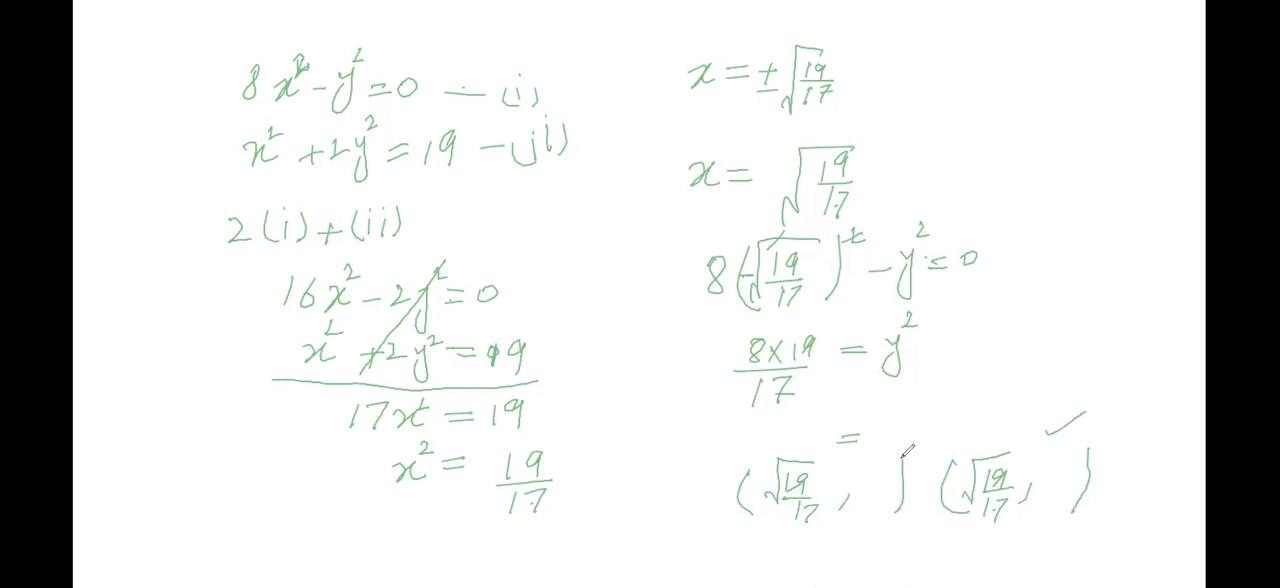 8x² - y² = 0 — (i)
x² + 2y² = 19 — (ii)
2(i) + (ii)
16x² - 2y² = 0
x² + 2y² = 19
17x² = 19
x² = 19/17
x = ±√(19/17)
x = √(19/17)
8(√(19/17))² - y² = 0
8×19/17 = y²
=
(√(19/17), ) (√(19/17), )